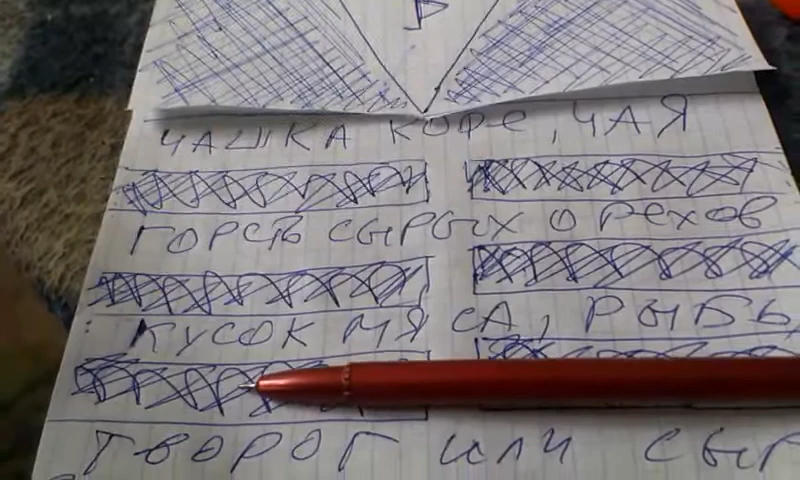 ЧАШКА КОФЕ, ЧАЯ
ГОРСТЬ СЫРЫХ ОРЕХОВ
КУСОК МЯСА, РЫБЫ
ТВОРОГ ИЛИ СЫР